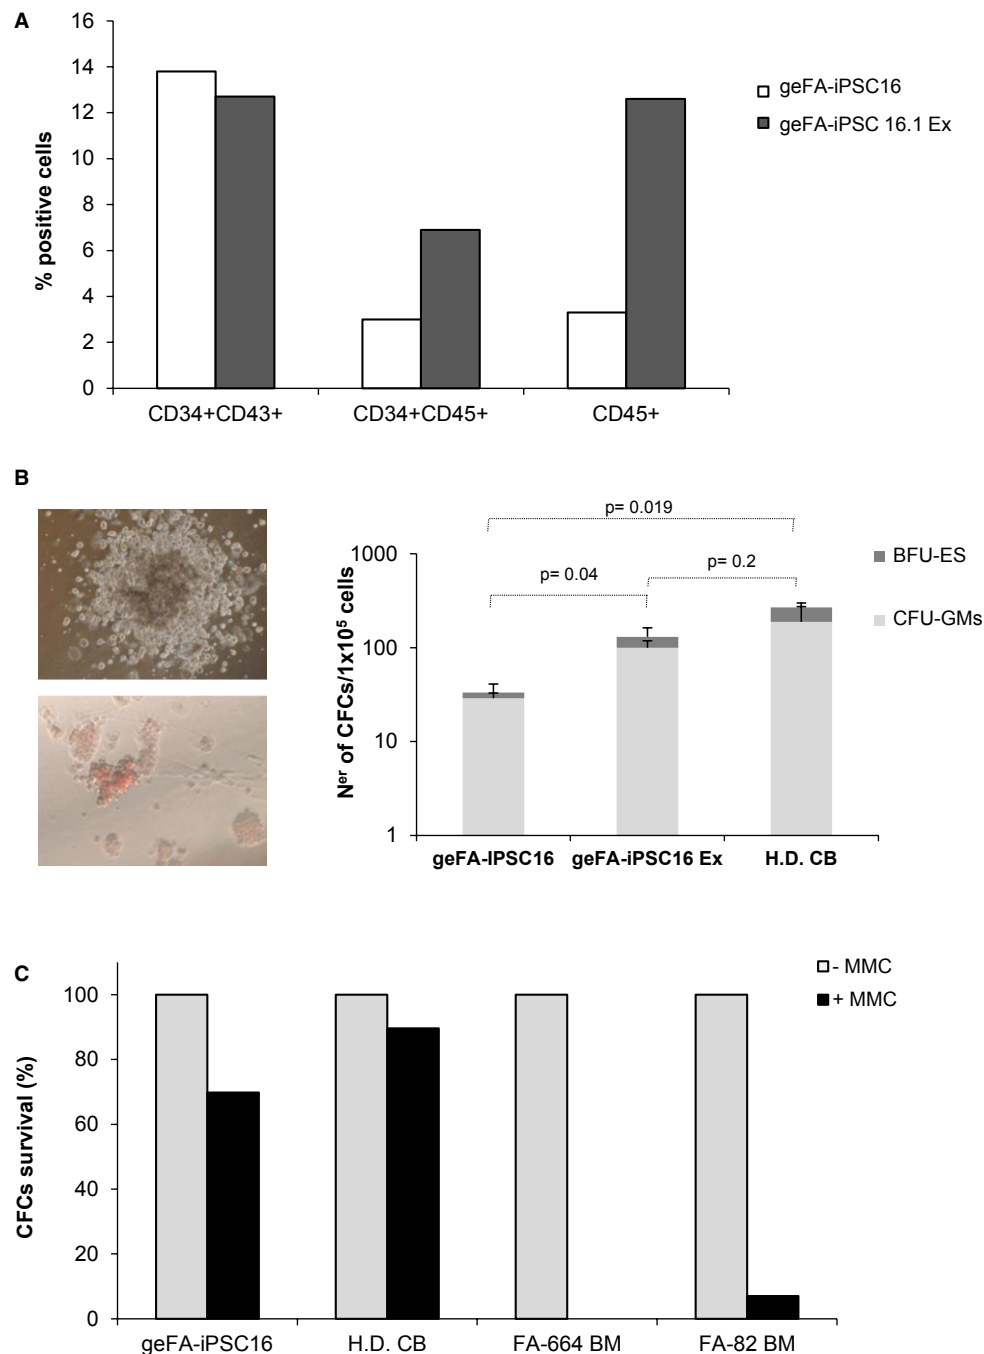 A
16
14
12
10
8
6
4
2
0
% positive cells
CD34+CD43+
CD34+CD45+
CD45+
geFA-iPSC16
geFA-iPSC 16.1 Ex
B
p= 0.019
p= 0.04
p= 0.2
1000
100
10
1
Nᵉʳ of CFCs/1x10⁵ cells
geFA-IPSC16
geFA-iPSC16 Ex
H.D. CB
BFU-ES
CFU-GMs
C
- MMC
+ MMC
100
80
60
40
20
0
CFCs survival (%)
geFA-iPSC16
H.D. CB
FA-664 BM
FA-82 BM